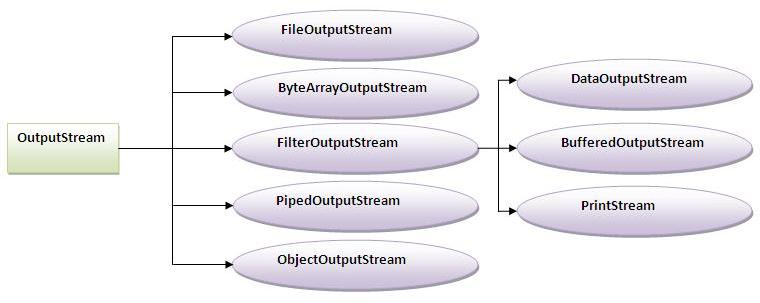 OutputStream
FileOutputStream
ByteArrayOutputStream
FilterOutputStream
PipedOutputStream
ObjectOutputStream
DataOutputStream
BufferedOutputStream
PrintStream